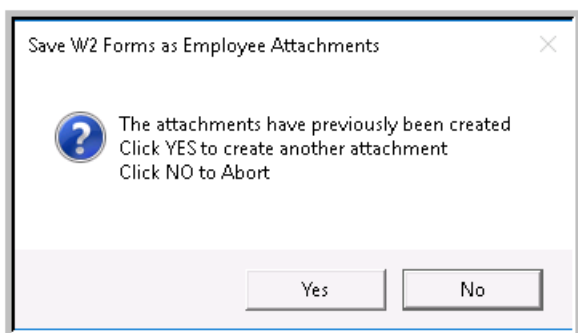 Save W2 Forms as Employee Attachments
The attachments have previously been created
Click YES to create another attachment
Click NO to Abort
Yes
No